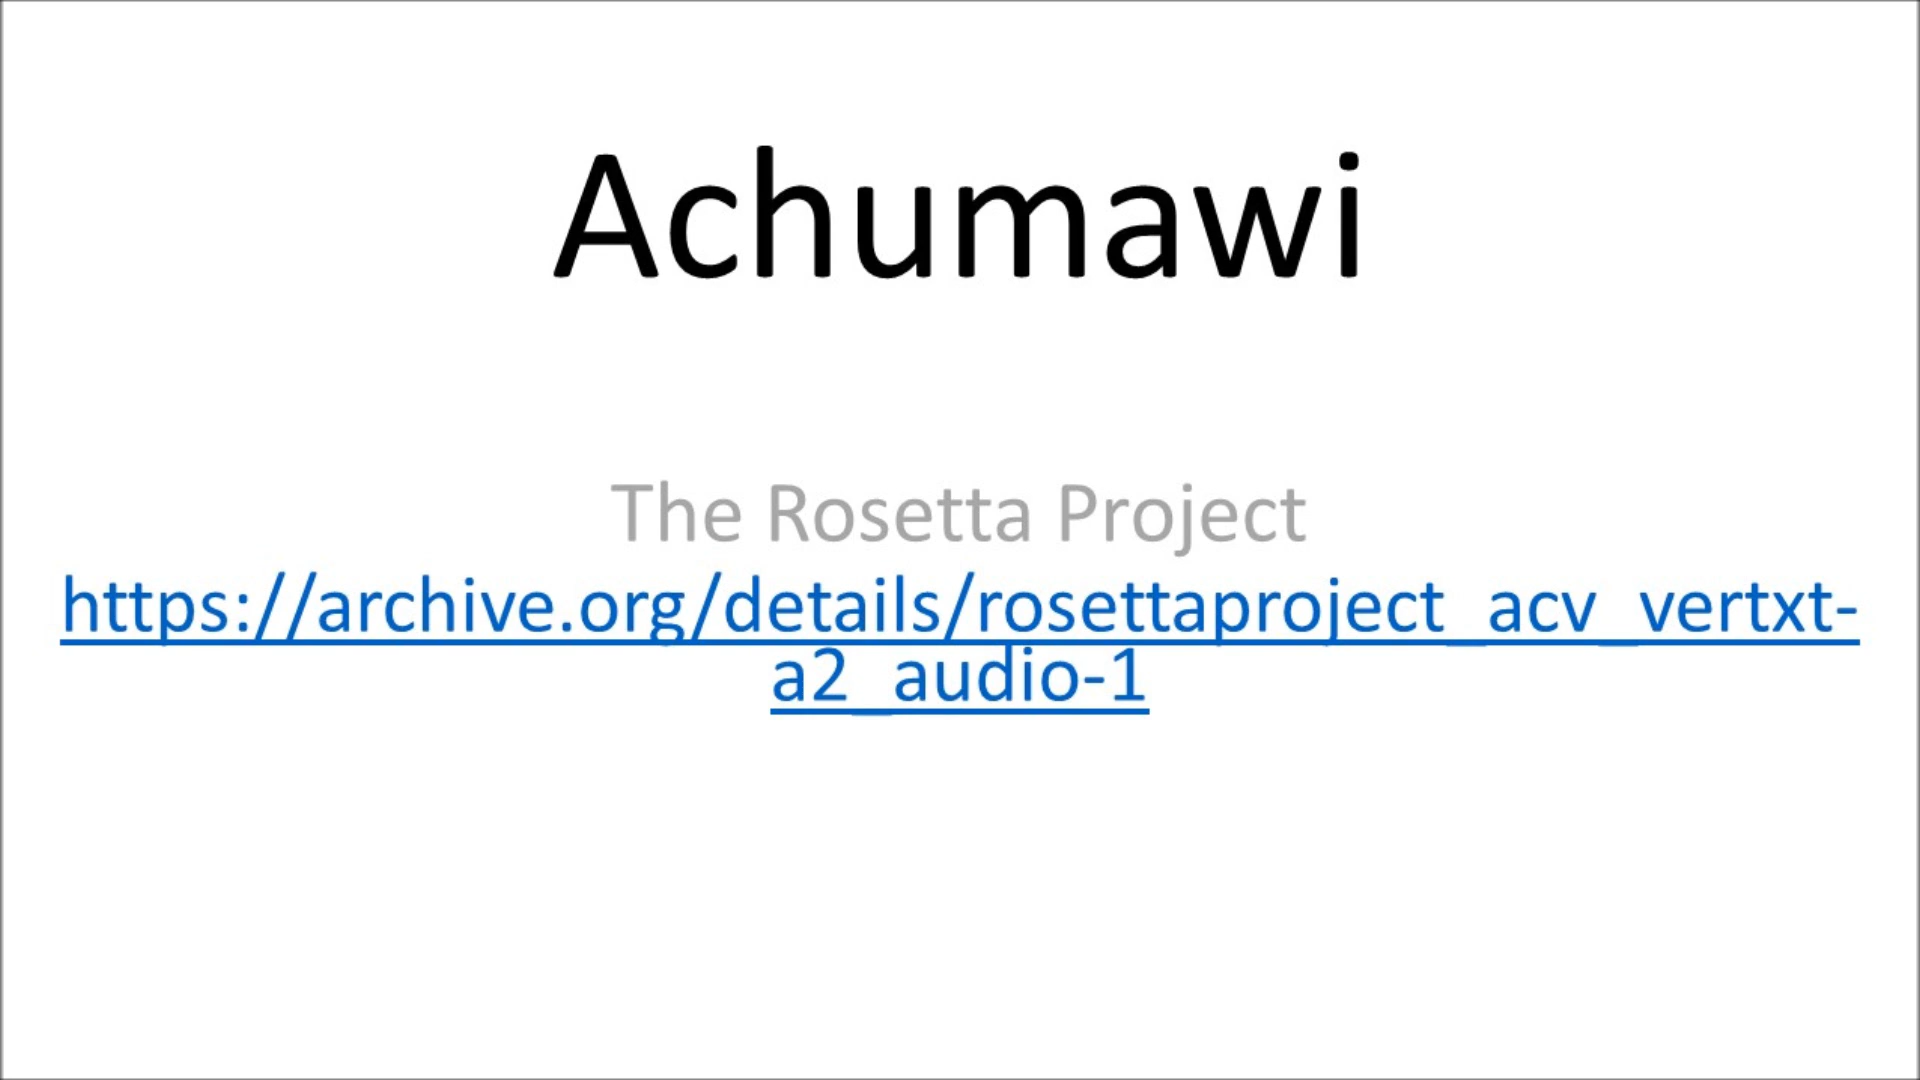 Achumawi
The Rosetta Project
https://archive.org/details/rosettaproject_acv_vertxt-
a2_audio-1